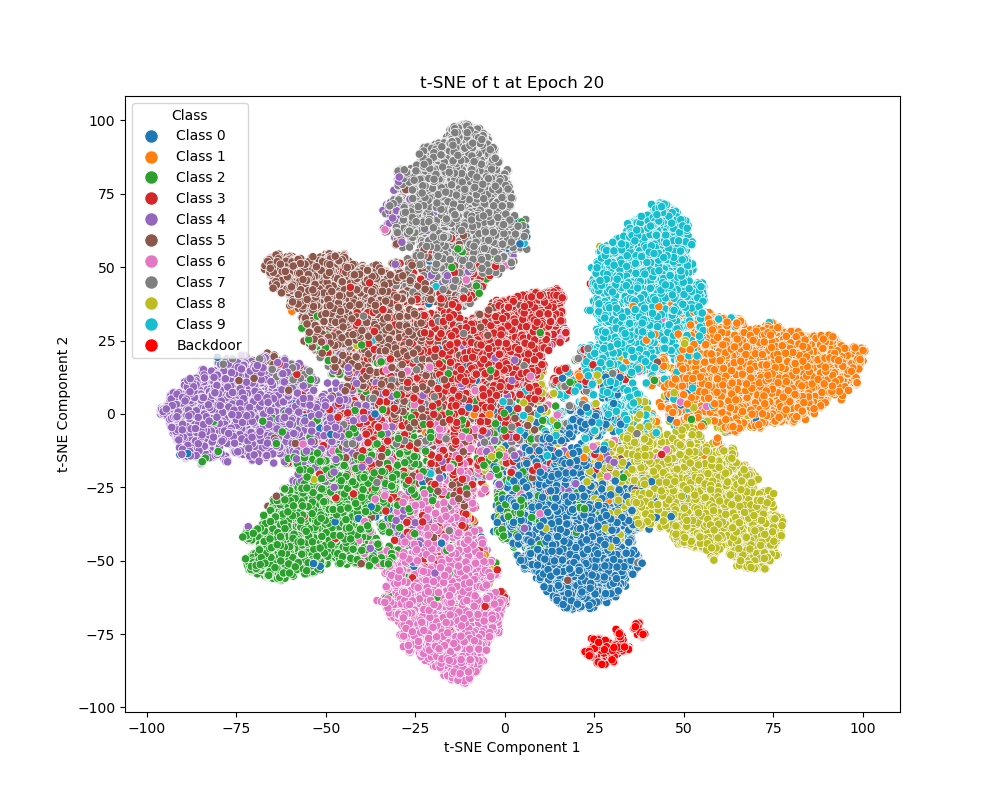 t-SNE of t at Epoch 20
Class
Class 0
Class 1
Class 2
Class 3
Class 4
Class 5
Class 6
Class 7
Class 8
Class 9
Backdoor
t-SNE Component 2
100
75
50
25
0
−25
−50
−75
−100
−100
−75
−50
−25
0
25
50
75
100
t-SNE Component 1